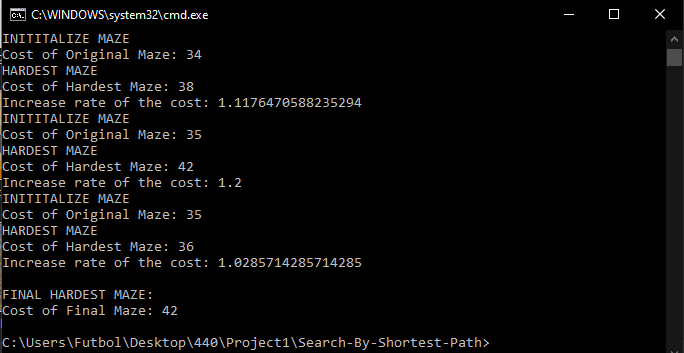 C:\WINDOWS\system32\cmd.exe
INITITALIZE MAZE
Cost of Original Maze: 34
HARDEST MAZE
Cost of Hardest Maze: 38
Increase rate of the cost: 1.1176470588235294
INITITALIZE MAZE
Cost of Original Maze: 35
HARDEST MAZE
Cost of Hardest Maze: 42
Increase rate of the cost: 1.2
INITITALIZE MAZE
Cost of Original Maze: 35
HARDEST MAZE
Cost of Hardest Maze: 36
Increase rate of the cost: 1.0285714285714285
FINAL HARDEST MAZE:
Cost of Final Maze: 42
C:\Users\Futbol\Desktop\440\Project1\Search-By-Shortest-Path>